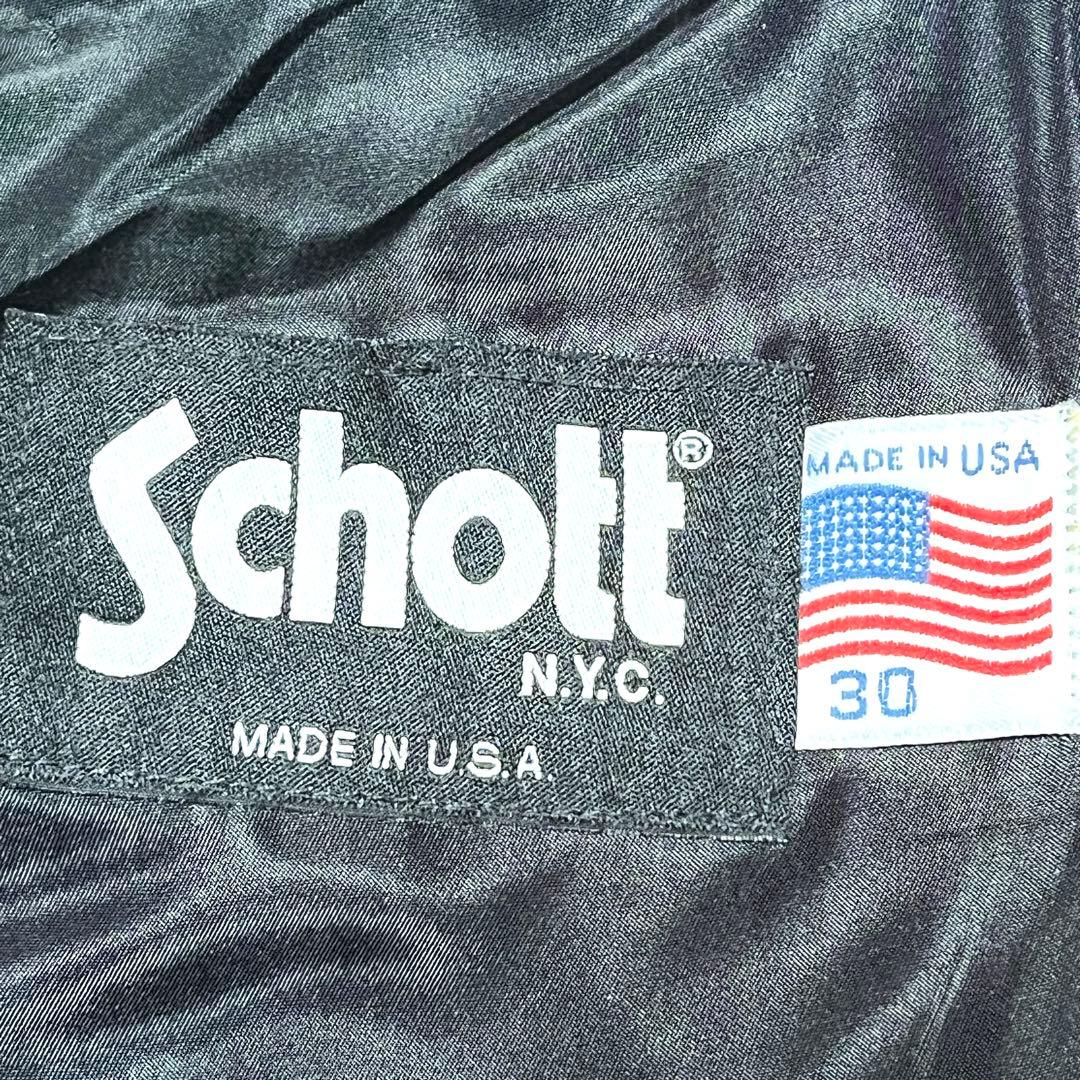 Schott®
N.Y.C.
MADE IN U.S.A.
MADE IN USA
30